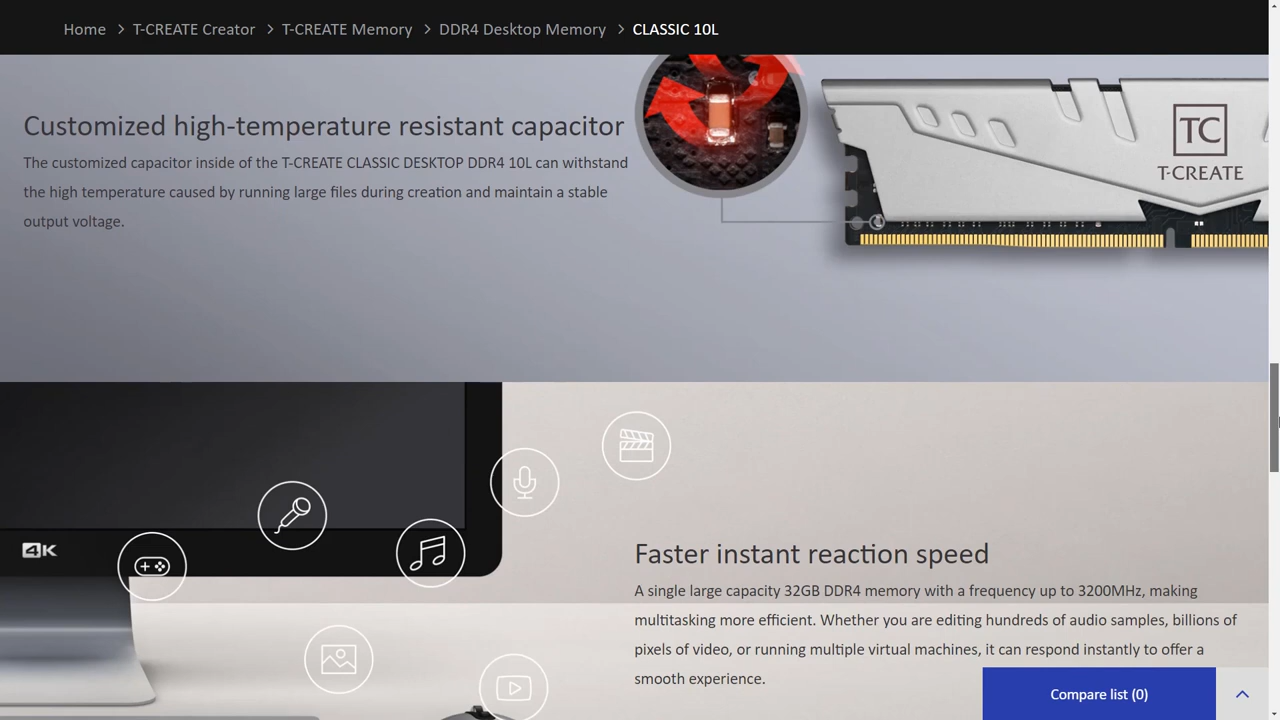 Home > T-CREATE Creator > T-CREATE Memory > DDR4 Desktop Memory > CLASSIC 10L
Customized high-temperature resistant capacitor
The customized capacitor inside of the T-CREATE CLASSIC DESKTOP DDR4 10L can withstand
the high temperature caused by running large files during creation and maintain a stable
output voltage.
TC
T-CREATE
4K
Faster instant reaction speed
A single large capacity 32GB DDR4 memory with a frequency up to 3200MHz, making
multitasking more efficient. Whether you are editing hundreds of audio samples, billions of
pixels of video, or running multiple virtual machines, it can respond instantly to offer a
smooth experience.
Compare list (0)